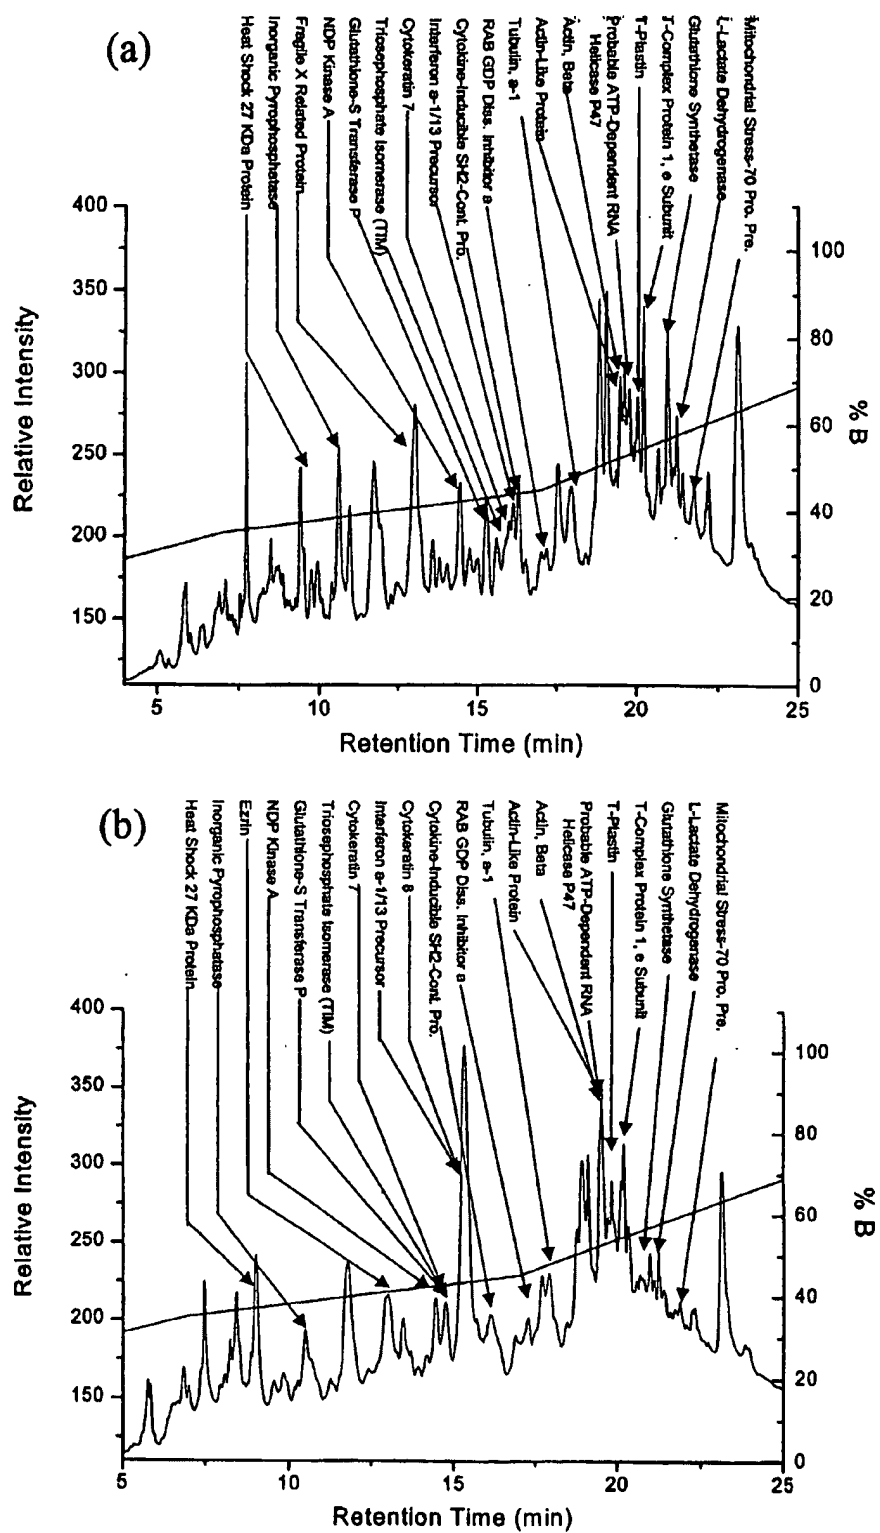 (a)
Heat Shock 27 KDa Protein
Inorganic Pyrophosphatase
Fragile X Related Protein
NDP Kinase A
Glutathione-S Transferase P
Triosephosphate Isomerase (TIM)
Cytokeratin 7
Interferon a-1/13 Precursor
Cytokine-Inducible SH2-Cont. Pro.
RAB GDP Diss. Inhibitor a
Tubulin, a-1
Actin-Like Protein
Actin, Beta
Probable ATP-Dependent RNA
Helicase P47
T-Plastin
T-Complex Protein 1, e Subunit
Glutathione Synthetase
L-Lactate Dehydrogenase
Mitochondrial Stress-70 Pro. Pre.
Relative Intensity
400
350
300
250
200
150
% B
100
80
60
40
20
0
5 10 15 20 25
Retention Time (min)
(b)
Heat Shock 27 KDa Protein
Inorganic Pyrophosphatase
Ezrin
NDP Kinase A
Glutathione-S Transferase P
Triosephosphate Isomerase (TIM)
Cytokeratin 7
Interferon a-1/13 Precursor
Cytokeratin 8
Cytokine-Inducible SH2-Cont. Pro.
RAB GDP Diss. Inhibitor a
Tubulin, a-1
Actin-Like Protein
Actin, Beta
Probable ATP-Dependent RNA
Helicase P47
T-Plastin
T-Complex Protein 1, e Subunit
Glutathione Synthetase
L-Lactate Dehydrogenase
Mitochondrial Stress-70 Pro. Pre.
Relative Intensity
400
350
300
250
200
150
% B
100
80
60
40
20
0
5 10 15 20 25
Retention Time (min)